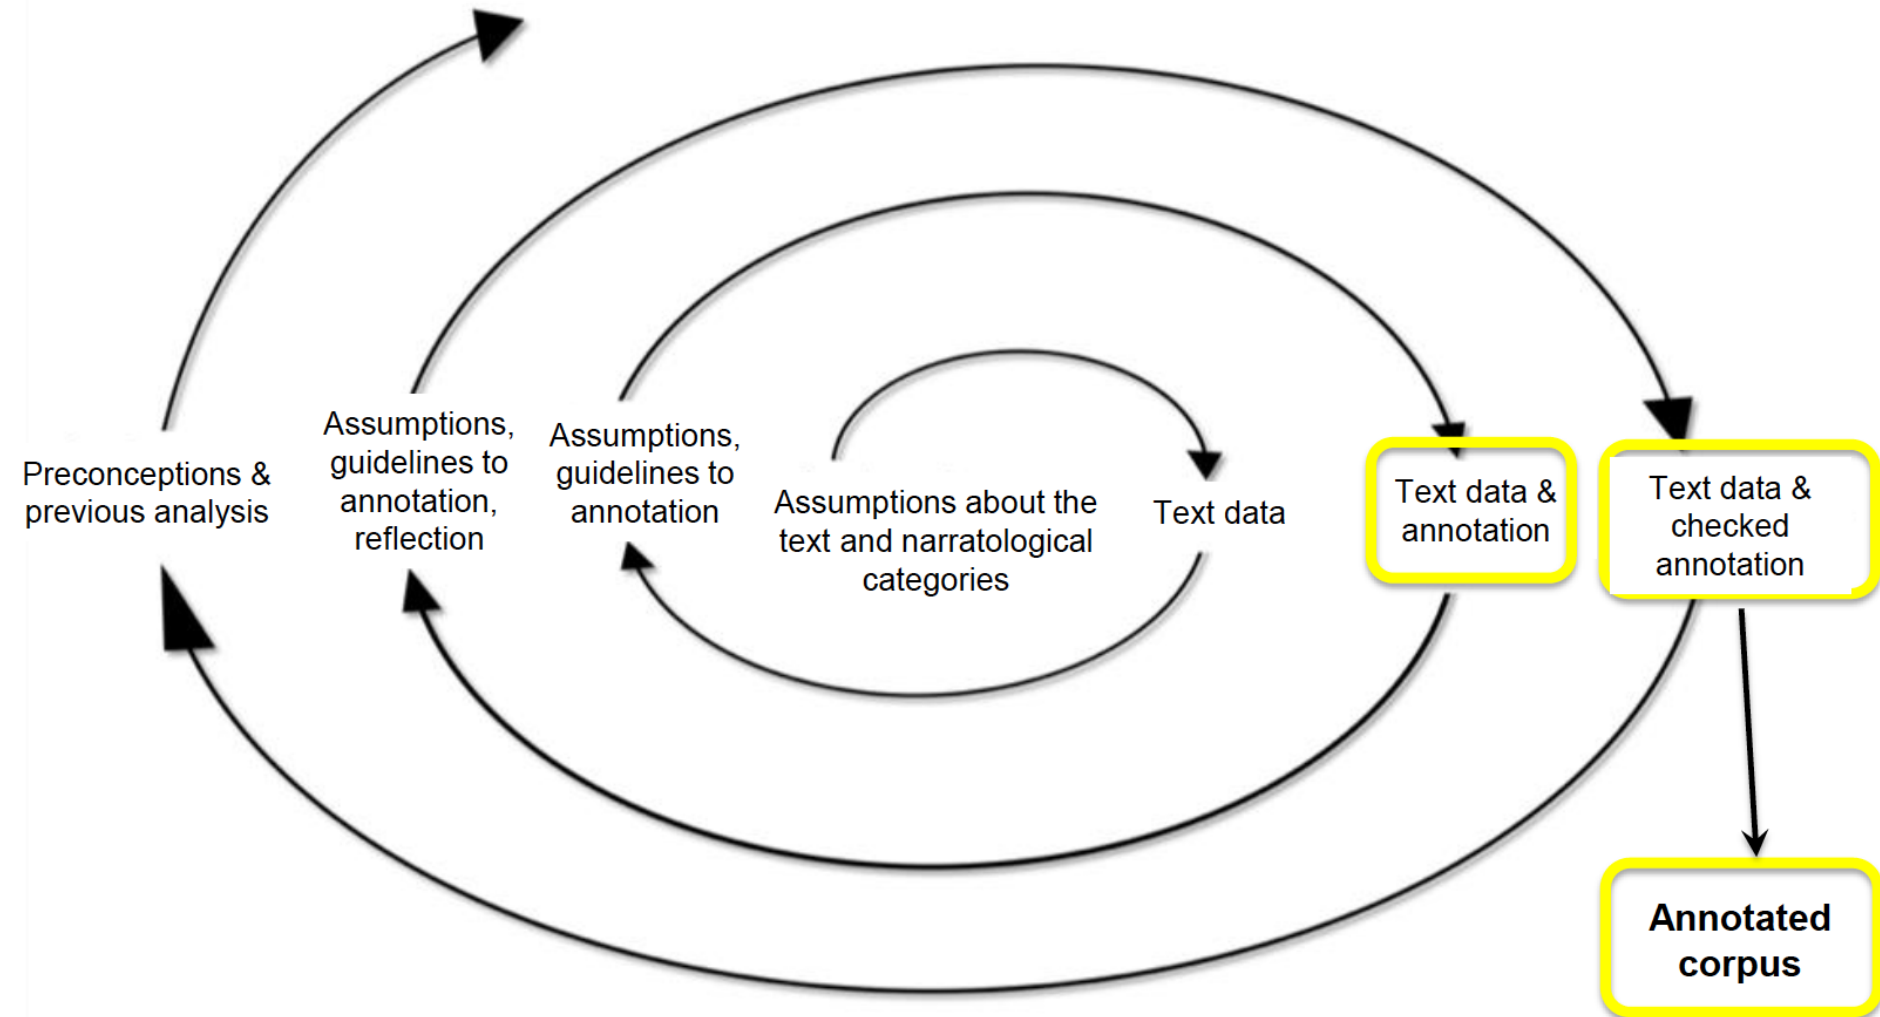 Preconceptions &
previous analysis
Assumptions,
guidelines to
annotation,
reflection
Assumptions,
guidelines to
annotation
Assumptions about the
text and narratological
categories
Text data
Text data &
annotation
Text data &
checked
annotation
Annotated
corpus